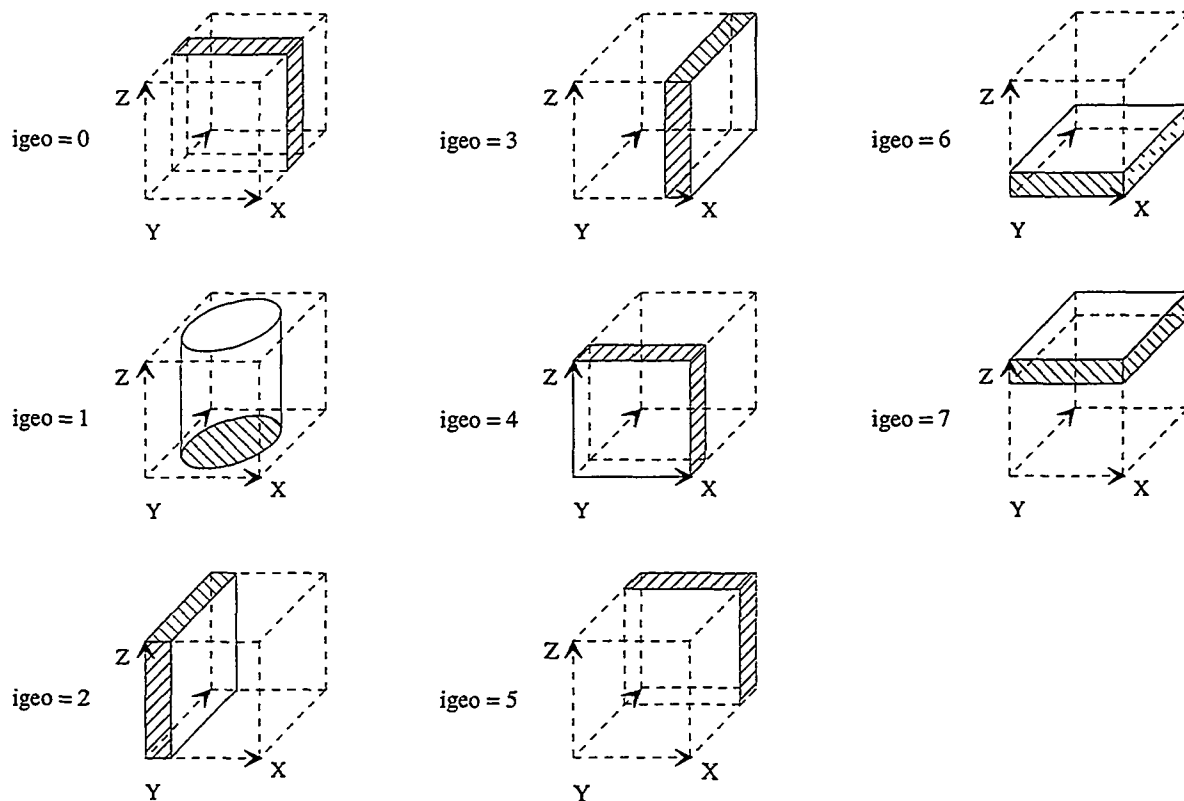 Z
igeo = 0
X
Y
Z
igeo = 3
X
Y
Z
igeo = 6
X
Y
Z
igeo = 1
X
Y
Z
igeo = 4
X
Y
Z
igeo = 7
X
Y
Z
igeo = 2
X
Y
Z
igeo = 5
X
Y